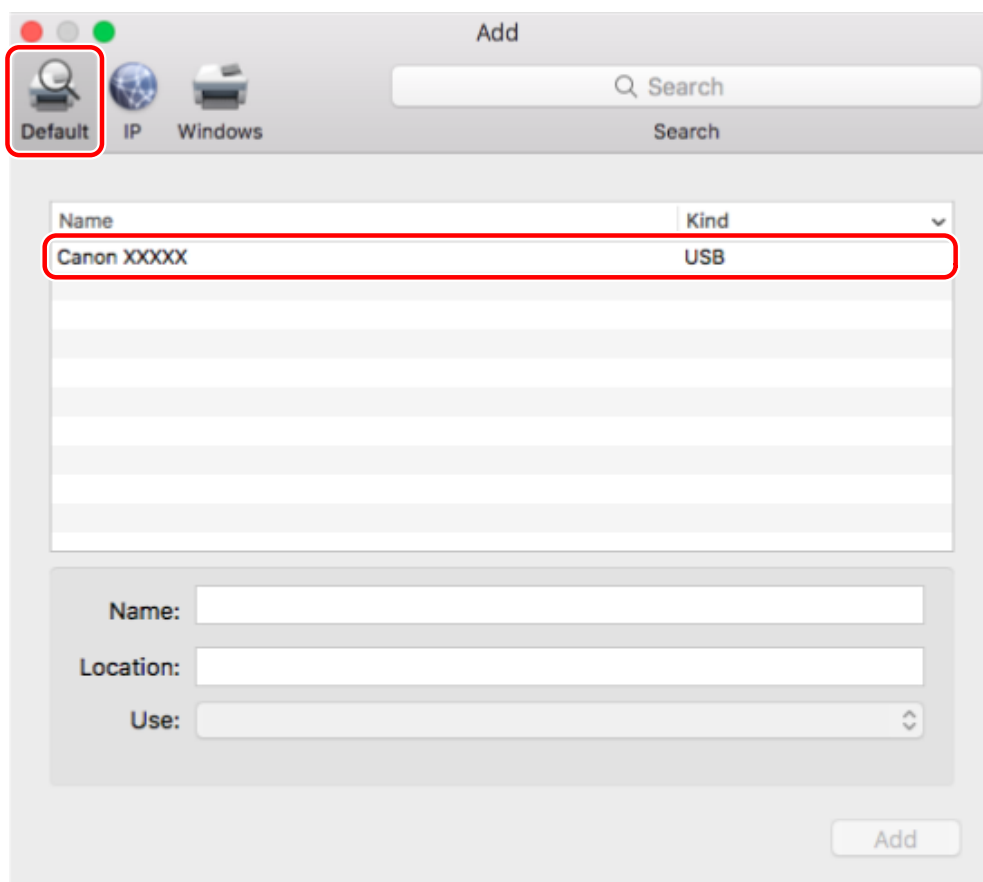 Add
Default IP Windows
Search
Search
Name Kind
Canon XXXXX USB
Name:
Location:
Use:
Add